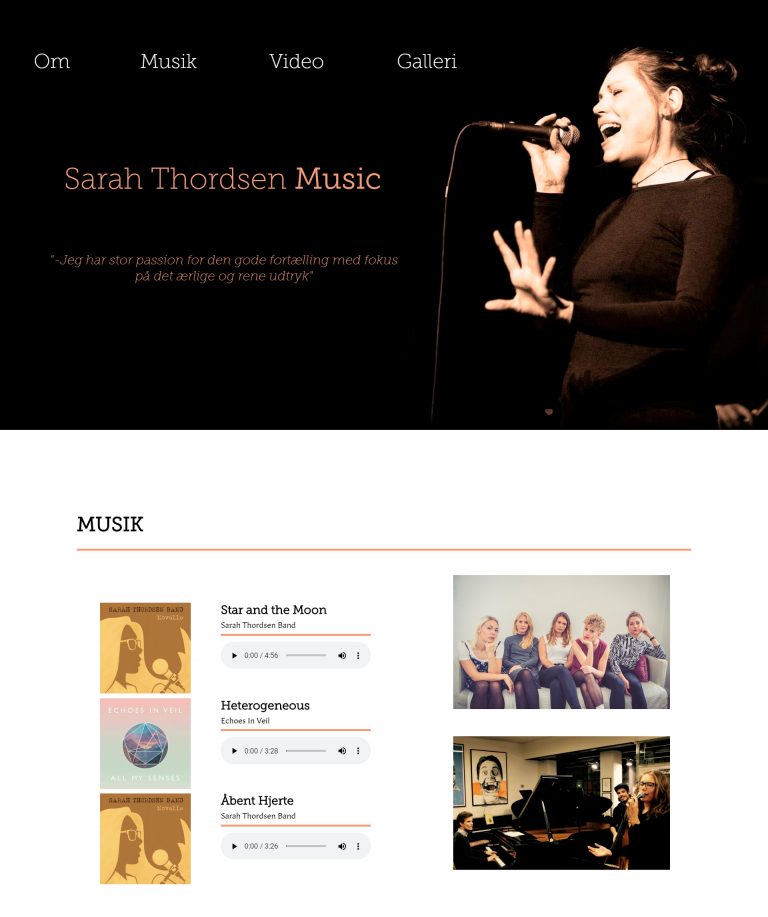 Om Musik Video Galleri
Sarah Thordsen Music
"-Jeg har stor passion for den gode fortælling med fokus
på det ærlige og rene udtryk"
MUSIK
SARAH THORDSEN BAND
Novella
Star and the Moon
Sarah Thordsen Band
0:00 / 4:56
ECHOES IN VEIL
ALL MY SENSES
Heterogeneous
Echoes In Veil
0:00 / 3:28
SARAH THORDSEN BAND
Novella
Åbent Hjerte
Sarah Thordsen Band
0:00 / 3:26